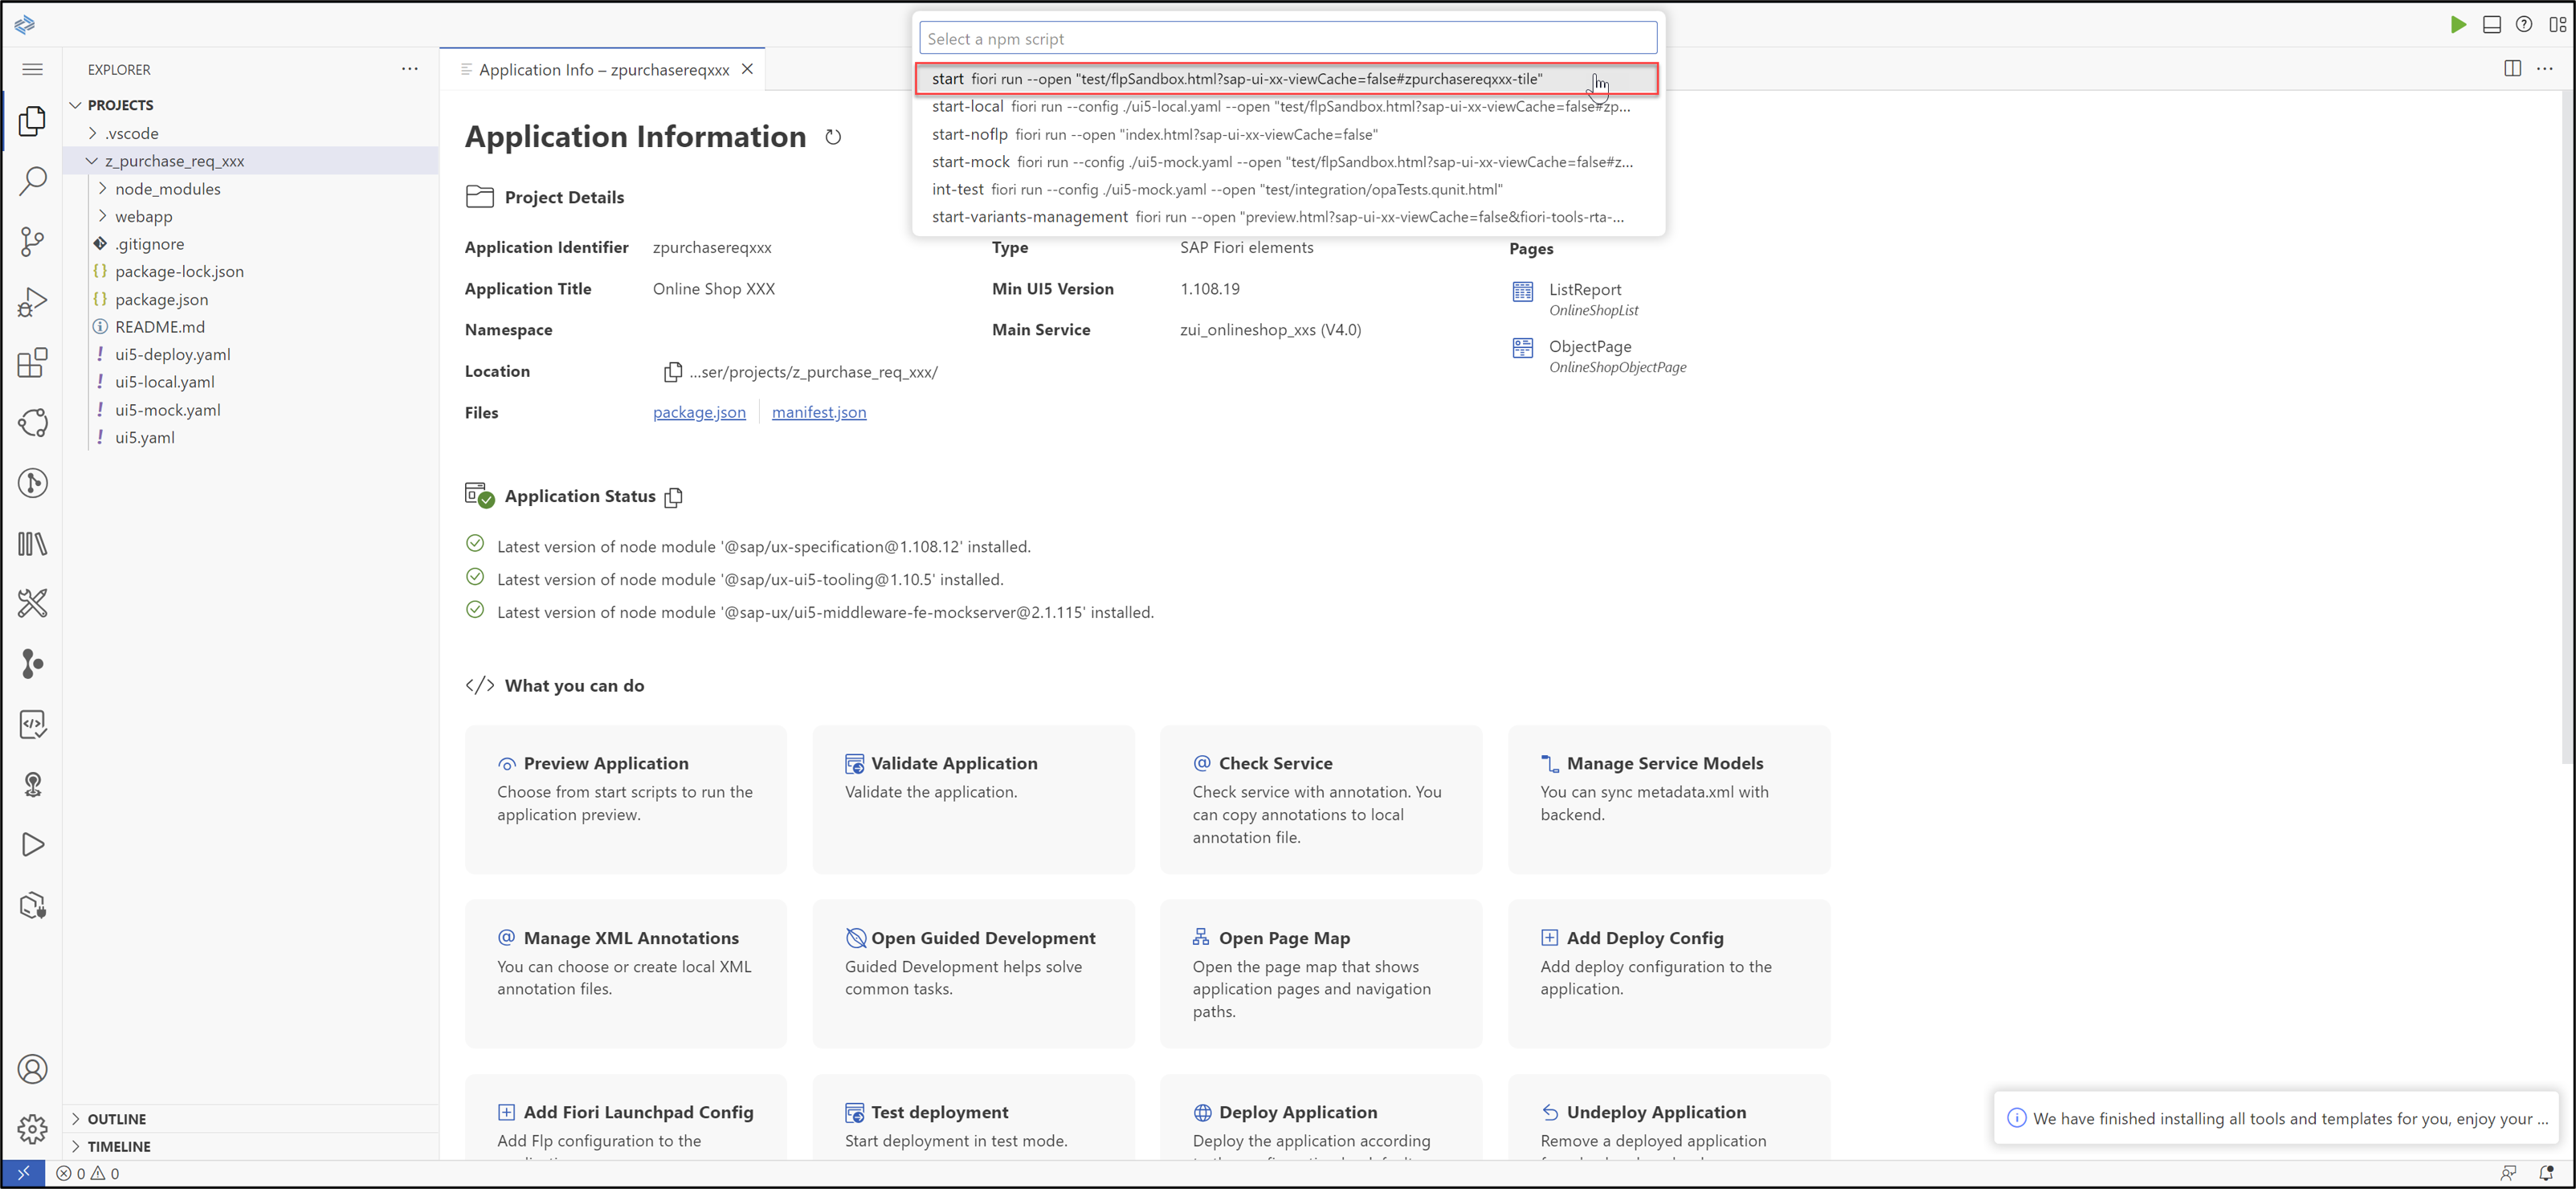 Select a npm script
start fiori run --open "test/flpSandbox.html?sap-ui-xx-viewCache=false#zpurchasereqxxx-tile"
start-local fiori run --config ./ui5-local.yaml --open "test/flpSandbox.html?sap-ui-xx-viewCache=false#zp...
start-noflp fiori run --open "index.html?sap-ui-xx-viewCache=false"
start-mock fiori run --config ./ui5-mock.yaml --open "test/flpSandbox.html?sap-ui-xx-viewCache=false#z...
int-test fiori run --config ./ui5-mock.yaml --open "test/integration/opaTests.qunit.html"
start-variants-management fiori run --open "preview.html?sap-ui-xx-viewCache=false&fiori-tools-rta-...
EXPLORER
PROJECTS
.vscode
z_purchase_req_xxx
node_modules
webapp
.gitignore
package-lock.json
package.json
README.md
ui5-deploy.yaml
ui5-local.yaml
ui5-mock.yaml
ui5.yaml
OUTLINE
TIMELINE
Application Info – zpurchasereqxxx
Application Information
Project Details
Application Identifier zpurchasereqxxx
Application Title Online Shop XXX
Namespace
Location ...ser/projects/z_purchase_req_xxx/
Files package.json manifest.json
Type SAP Fiori elements
Min UI5 Version 1.108.19
Main Service zui_onlineshop_xxs (V4.0)
Pages
ListReport
OnlineShopList
ObjectPage
OnlineShopObjectPage
Application Status
Latest version of node module '@sap/ux-specification@1.108.12' installed.
Latest version of node module '@sap/ux-ui5-tooling@1.10.5' installed.
Latest version of node module '@sap-ux/ui5-middleware-fe-mockserver@2.1.115' installed.
What you can do
Preview Application
Choose from start scripts to run the
application preview.
Validate Application
Validate the application.
Check Service
Check service with annotation. You
can copy annotations to local
annotation file.
Manage Service Models
You can sync metadata.xml with
backend.
Manage XML Annotations
You can choose or create local XML
annotation files.
Open Guided Development
Guided Development helps solve
common tasks.
Open Page Map
Open the page map that shows
application pages and navigation
paths.
Add Deploy Config
Add deploy configuration to the
application.
Add Fiori Launchpad Config
Add Flp configuration to the
Test deployment
Start deployment in test mode.
Deploy Application
Deploy the application according
Undeploy Application
Remove a deployed application
We have finished installing all tools and templates for you, enjoy your ...
0 0